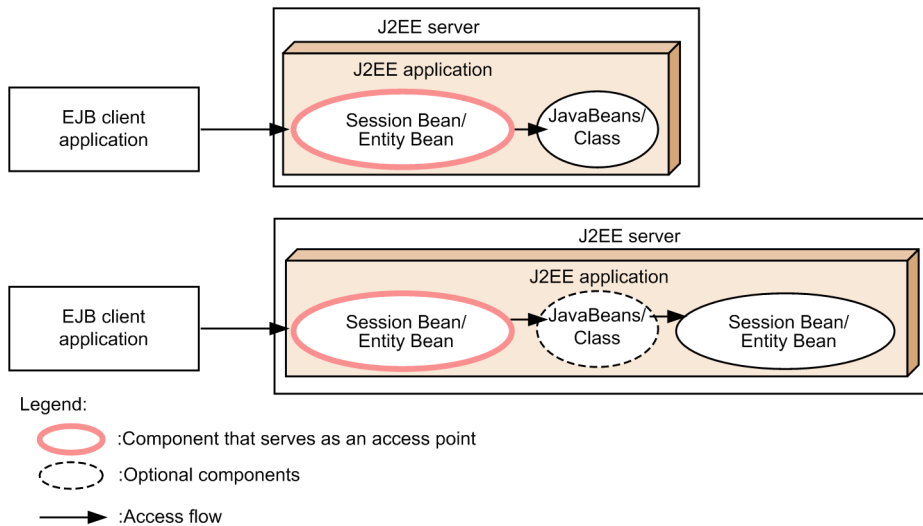 J2EE server
J2EE application
EJB client
application
Session Bean/
Entity Bean
JavaBeans/
Class
J2EE server
J2EE application
EJB client
application
Session Bean/
Entity Bean
JavaBeans/
Class
Session Bean/
Entity Bean
Legend:
:Component that serves as an access point
:Optional components
:Access flow